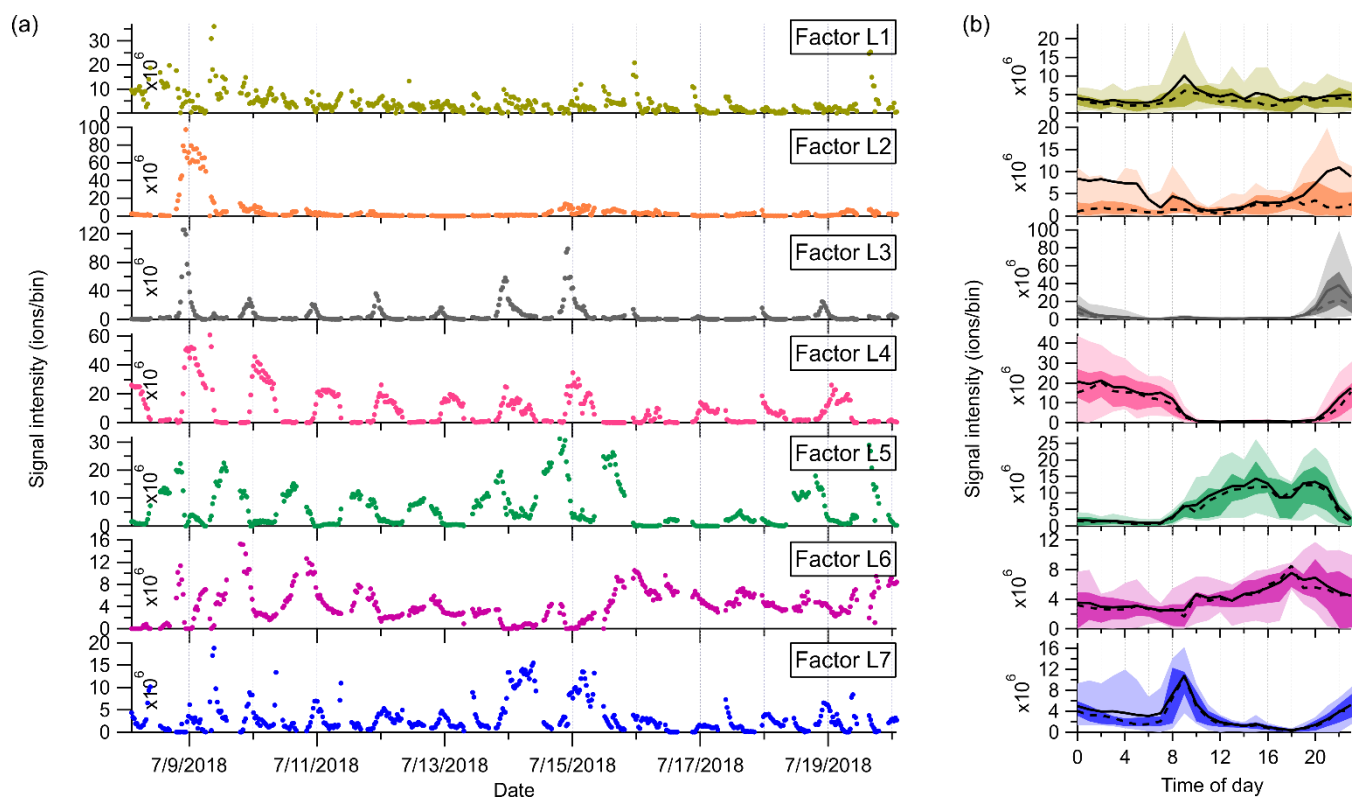 (a)
Signal intensity (ions/bin)
Factor L1
x10^6
30
20
10
0
Factor L2
x10^6
100
80
60
40
20
0
Factor L3
x10^6
120
80
40
0
Factor L4
x10^6
60
40
20
0
Factor L5
x10^6
30
20
10
0
Factor L6
x10^6
16
12
8
4
0
Factor L7
x10^6
20
15
10
5
0
7/9/2018 7/11/2018 7/13/2018 7/15/2018 7/17/2018 7/19/2018
Date
(b)
Signal intensity (ions/bin)
x10^6
20
15
10
5
0
x10^6
20
15
10
5
0
x10^6
100
80
60
40
20
0
x10^6
40
30
20
10
0
x10^6
25
20
15
10
5
0
x10^6
12
8
4
0
x10^6
16
12
8
4
0
0 4 8 12 16 20
Time of day